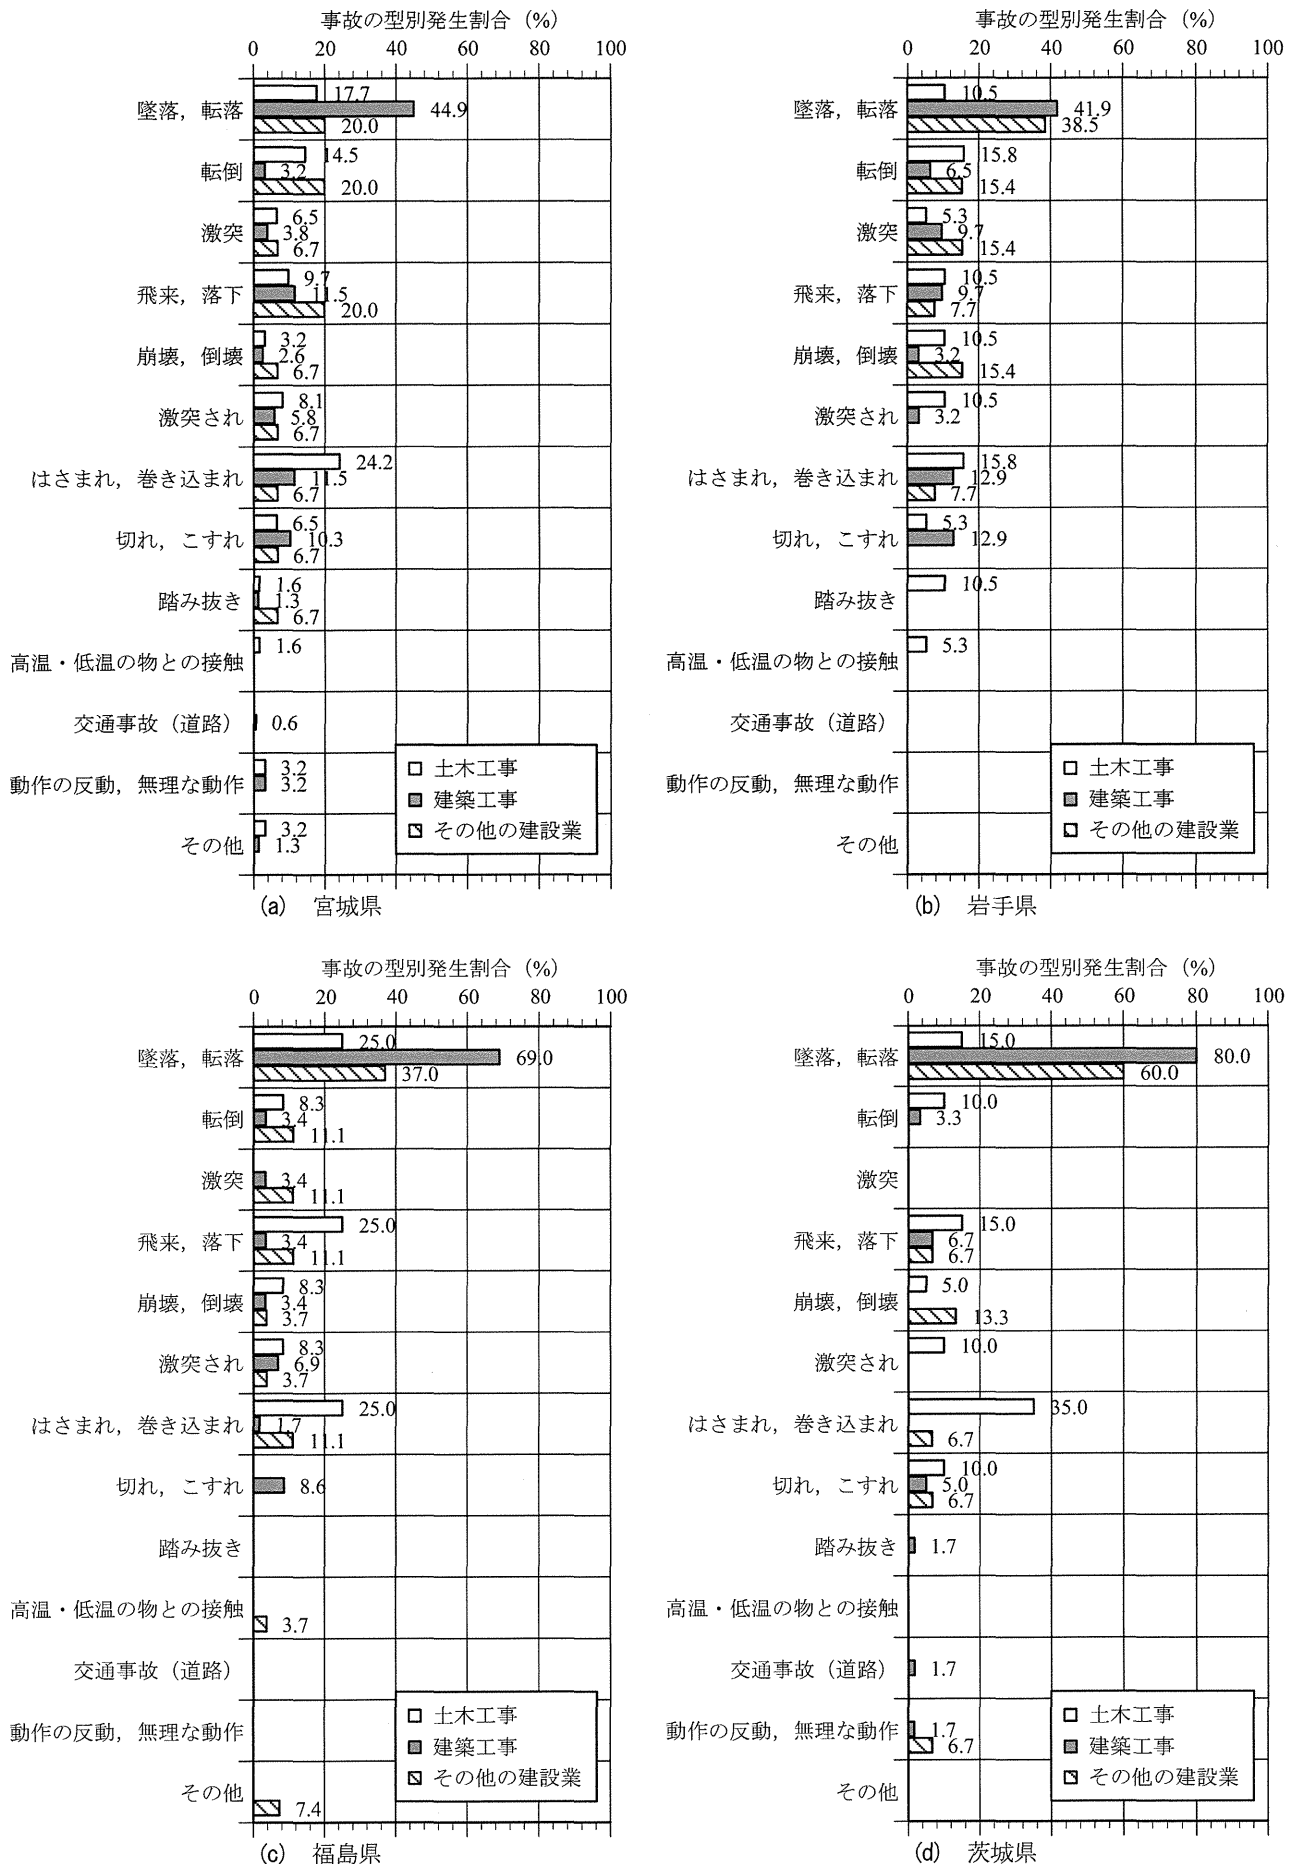 事故の型別発生割合 (%)
0 20 40 60 80 100
墜落，転落 17.7 44.9 20.0
転倒 14.5 3.2 20.0
激突 6.5 3.8 6.7
飛来，落下 9.7 11.5 20.0
崩壊，倒壊 3.2 2.6 6.7
激突され 8.1 5.8 6.7
はさまれ，巻き込まれ 24.2 11.5 6.7
切れ，こすれ 6.5 10.3 6.7
踏み抜き 1.6 1.3 6.7
高温・低温の物との接触 1.6
交通事故（道路） 0.6
動作の反動，無理な動作 3.2 3.2
その他 3.2 1.3
土木工事
建築工事
その他の建設業
(a) 宮城県
事故の型別発生割合 (%)
0 20 40 60 80 100
墜落，転落 10.5 41.9 38.5
転倒 15.8 6.5 15.4
激突 5.3 9.7 15.4
飛来，落下 10.5 9.7 7.7
崩壊，倒壊 10.5 3.2 15.4
激突され 10.5 3.2
はさまれ，巻き込まれ 15.8 12.9 7.7
切れ，こすれ 5.3 12.9
踏み抜き 10.5
高温・低温の物との接触 5.3
交通事故（道路）
動作の反動，無理な動作
その他
土木工事
建築工事
その他の建設業
(b) 岩手県
事故の型別発生割合 (%)
0 20 40 60 80 100
墜落，転落 25.0 69.0 37.0
転倒 8.3 3.4 11.1
激突 3.4 11.1
飛来，落下 25.0 3.4 11.1
崩壊，倒壊 8.3 3.4 3.7
激突され 8.3 6.9 3.7
はさまれ，巻き込まれ 25.0 1.7 11.1
切れ，こすれ 8.6
踏み抜き
高温・低温の物との接触 3.7
交通事故（道路）
動作の反動，無理な動作
その他 7.4
土木工事
建築工事
その他の建設業
(c) 福島県
事故の型別発生割合 (%)
0 20 40 60 80 100
墜落，転落 15.0 80.0 60.0
転倒 10.0 3.3
激突
飛来，落下 15.0 6.7 6.7
崩壊，倒壊 5.0 13.3
激突され 10.0
はさまれ，巻き込まれ 35.0 6.7
切れ，こすれ 10.0 5.0 6.7
踏み抜き 1.7
高温・低温の物との接触
交通事故（道路） 1.7
動作の反動，無理な動作 1.7 6.7
その他
土木工事
建築工事
その他の建設業
(d) 茨城県